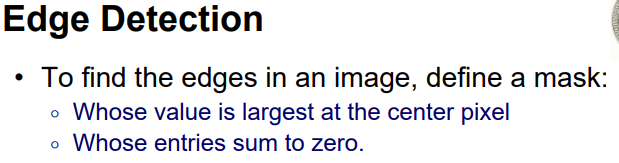 Edge Detection
• To find the edges in an image, define a mask:
○ Whose value is largest at the center pixel
○ Whose entries sum to zero.